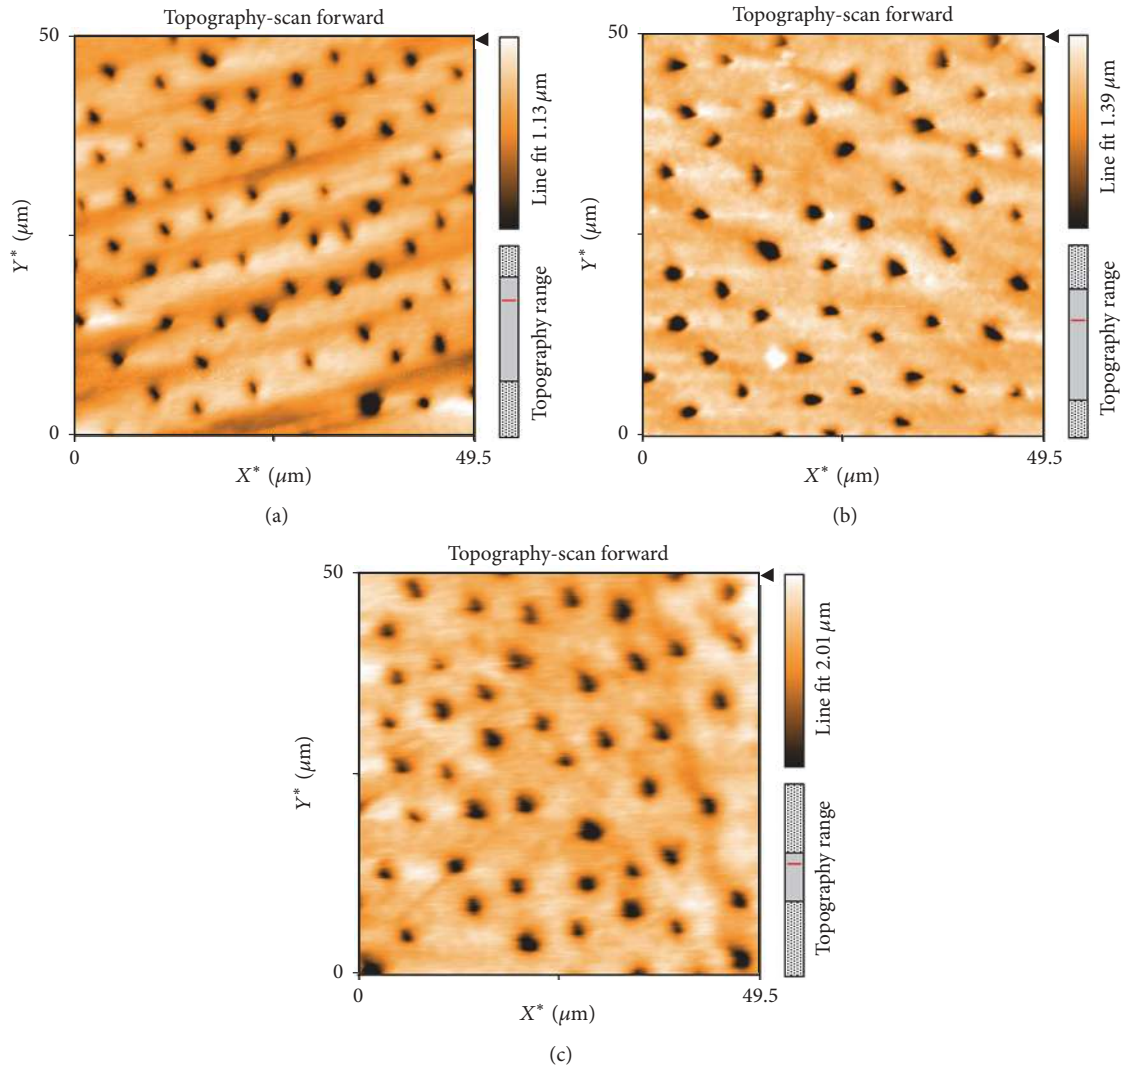 Topography-scan forward
50
Y* (μm)
0
0
49.5
X* (μm)
Line fit 1.13 μm
Topography range
(a)
Topography-scan forward
50
Y* (μm)
0
0
49.5
X* (μm)
Line fit 1.39 μm
Topography range
(b)
Topography-scan forward
50
Y* (μm)
0
0
49.5
X* (μm)
Line fit 2.01 μm
Topography range
(c)